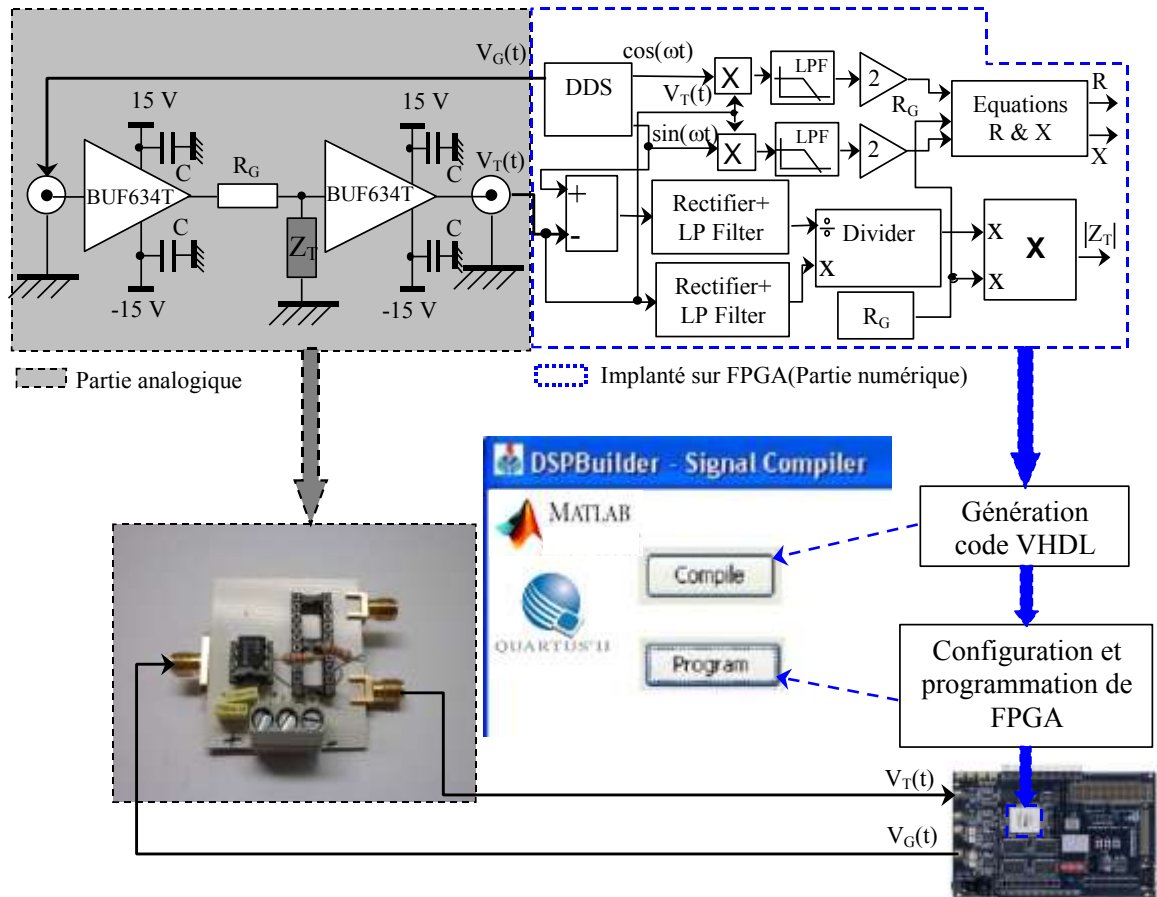 V_G(t)
15 V
15 V
C
C
BUF634T
R_G
BUF634T
V_T(t)
C
Z_T
C
-15 V
-15 V
DDS
cos(ωt)
V_T(t)
sin(ωt)
X
X
LPF
LPF
2
2
R_G
Equations
R & X
R
X
+
-
Rectifier+
LP Filter
Rectifier+
LP Filter
÷ Divider
x
R_G
X
X
x
|Z_T|
Partie analogique
Implanté sur FPGA(Partie numérique)
DSPBuilder - Signal Compiler
MATLAB
QUARTUS II
Compile
Program
Génération
code VHDL
Configuration et
programmation de
FPGA
V_T(t)
V_G(t)
+
-